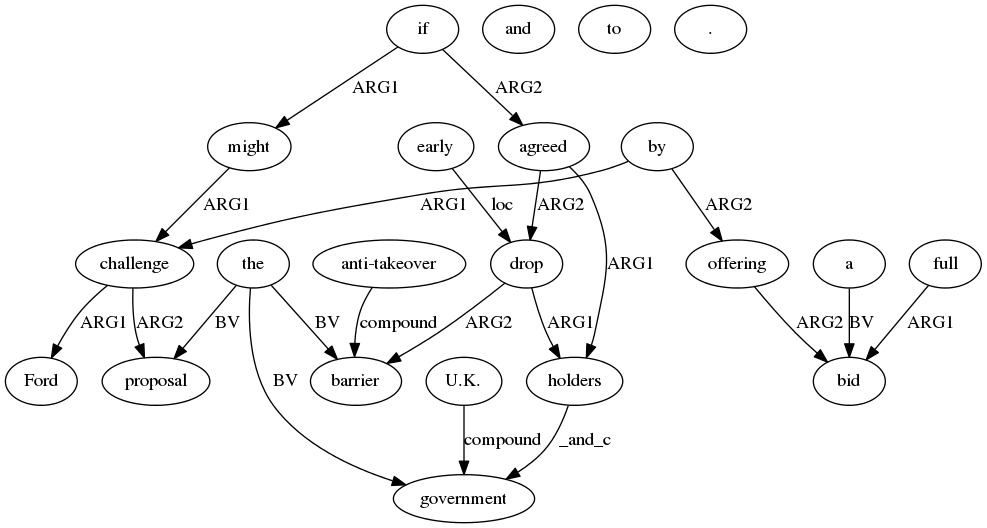 if and to .
ARG1 ARG2
might early agreed by
ARG1 ARG1 loc ARG2 ARG2
challenge the anti-takeover drop offering a full
ARG1
ARG1 ARG2 BV BV compound ARG2 ARG1 ARG2 BV ARG1
Ford proposal barrier U.K. holders bid
BV
compound _and_c
government